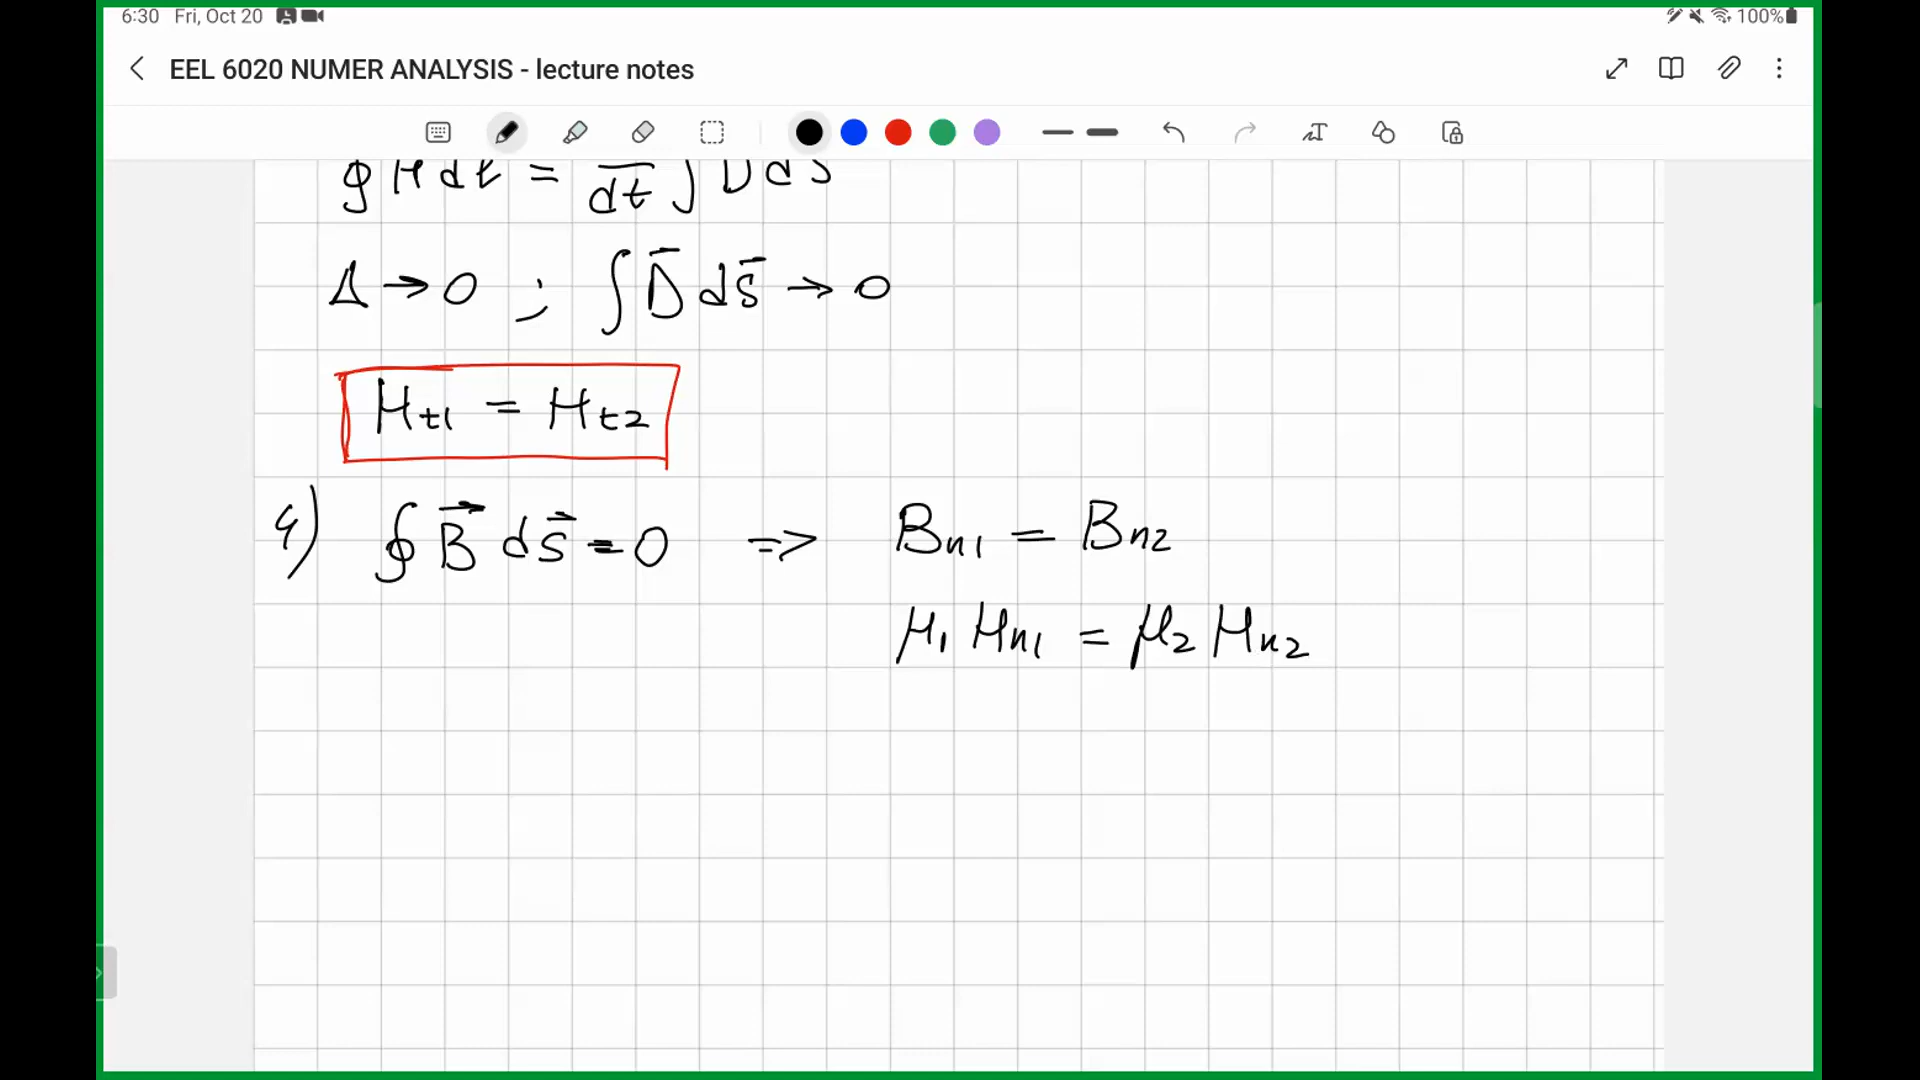 6:30 Fri, Oct 20 100%
EEL 6020 NUMER ANALYSIS - lecture notes
∮ H dt = d/dt ∫ D ds
Δ → 0 ; ∫ D⃗ ds⃗ → 0
Ht1 = Ht2
4) ∮ B⃗ ds⃗ = 0 => Bn1 = Bn2
μ1 Hn1 = μ2 Hn2